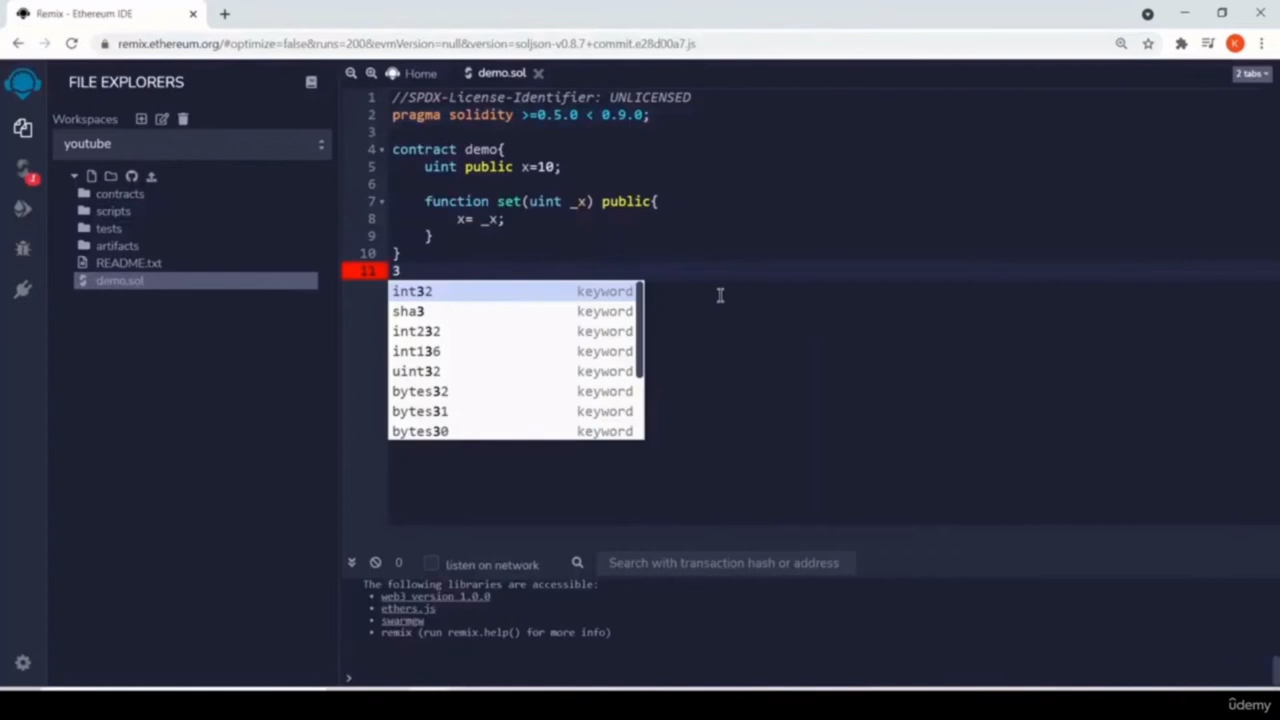 Remix - Ethereum IDE
remix.ethereum.org/#optimize=false&runs=200&evmVersion=null&version=soljson-v0.8.7+commit.e28d00a7.js
K
FILE EXPLORERS
Workspaces
youtube
contracts
scripts
tests
artifacts
README.txt
demo.sol
1
Home
demo.sol
2 tabs
1 //SPDX-License-Identifier: UNLICENSED
2 pragma solidity >=0.5.0 < 0.9.0;
3
4 contract demo{
5 uint public x=10;
6
7 function set(uint _x) public{
8 x= _x;
9 }
10 }
11 3
int32 keyword
sha3 keyword
int232 keyword
int136 keyword
uint32 keyword
bytes32 keyword
bytes31 keyword
bytes30 keyword
0 listen on network Search with transaction hash or address
The following libraries are accessible:
• web3 version 1.0.0
• ethers.js
• swarmgw
• remix (run remix.help() for more info)
>
ûdemy